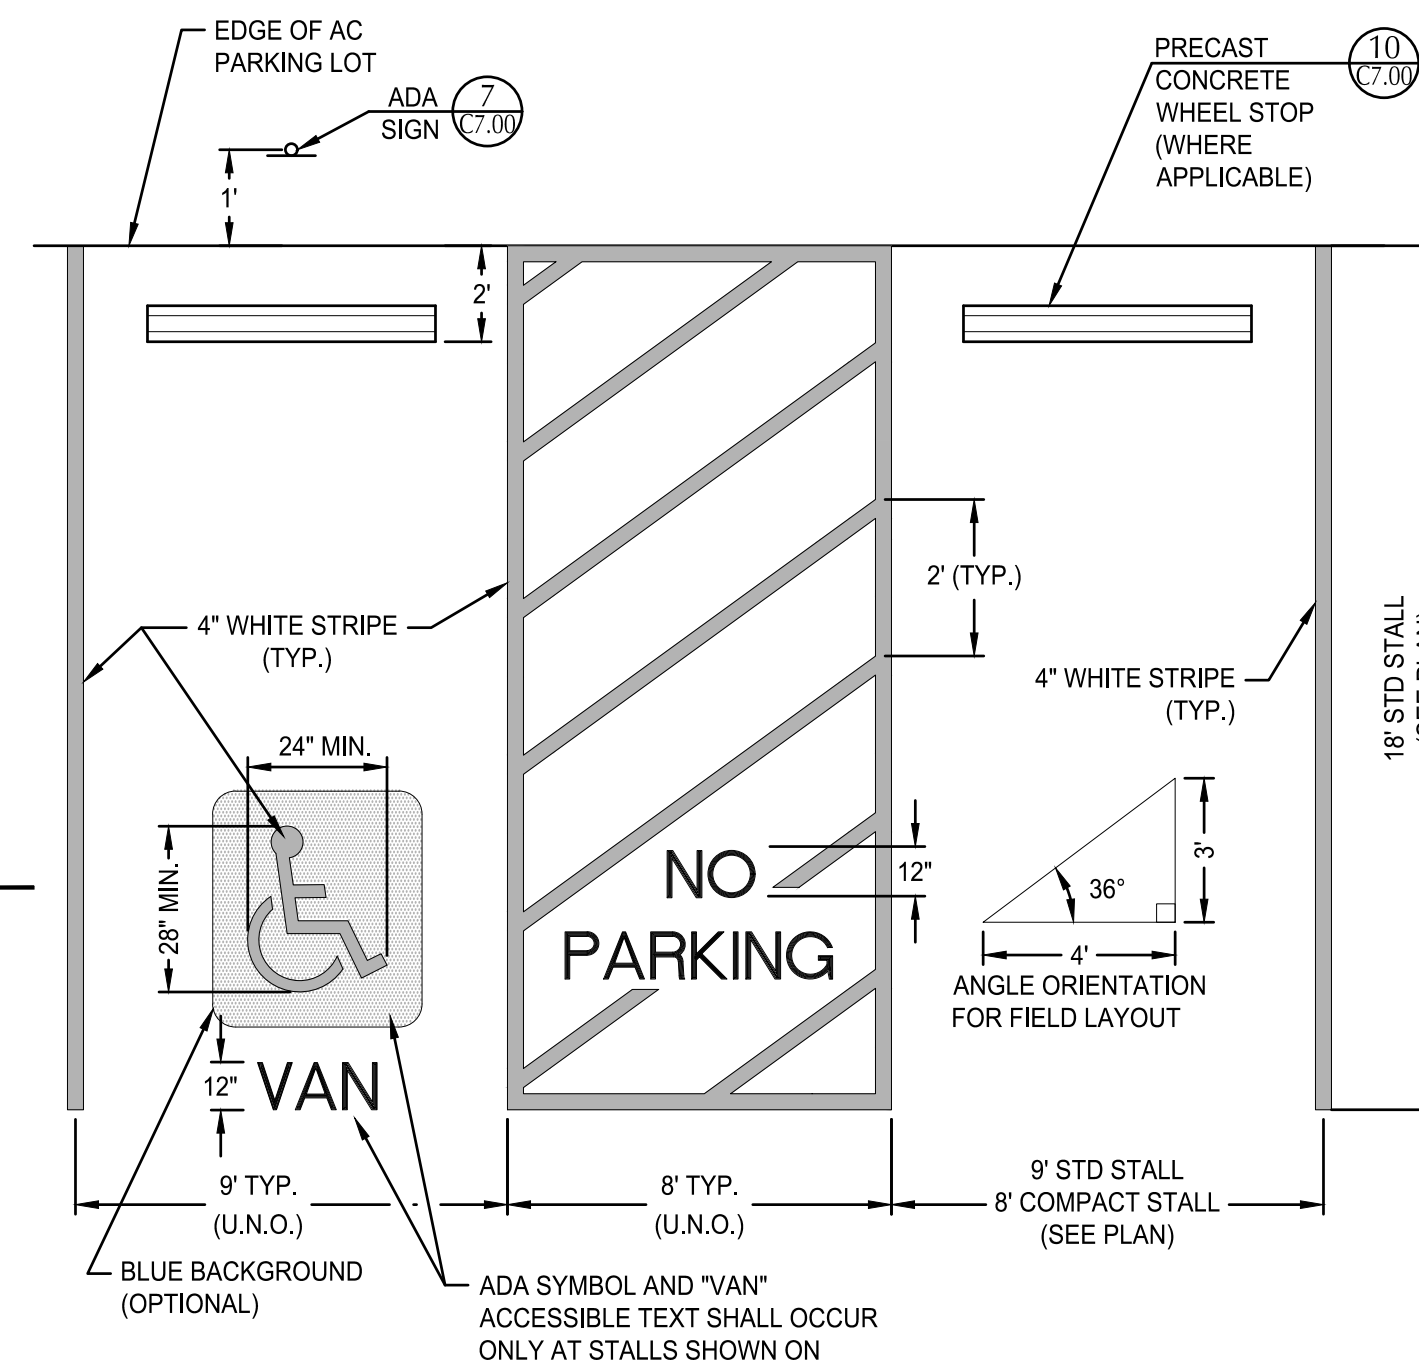 EDGE OF AC
PARKING LOT
ADA
SIGN
7
C7.00
PRECAST
CONCRETE
WHEEL STOP
(WHERE
APPLICABLE)
10
C7.00
1'
2'
4" WHITE STRIPE
(TYP.)
2' (TYP.)
4" WHITE STRIPE
(TYP.)
18' STD STALL
24" MIN.
28" MIN.
NO
PARKING
12"
36°
3'
4'
ANGLE ORIENTATION
FOR FIELD LAYOUT
VAN
12"
9' TYP.
(U.N.O.)
8' TYP.
(U.N.O.)
9' STD STALL
8' COMPACT STALL
(SEE PLAN)
BLUE BACKGROUND
(OPTIONAL)
ADA SYMBOL AND "VAN"
ACCESSIBLE TEXT SHALL OCCUR
ONLY AT STALLS SHOWN ON